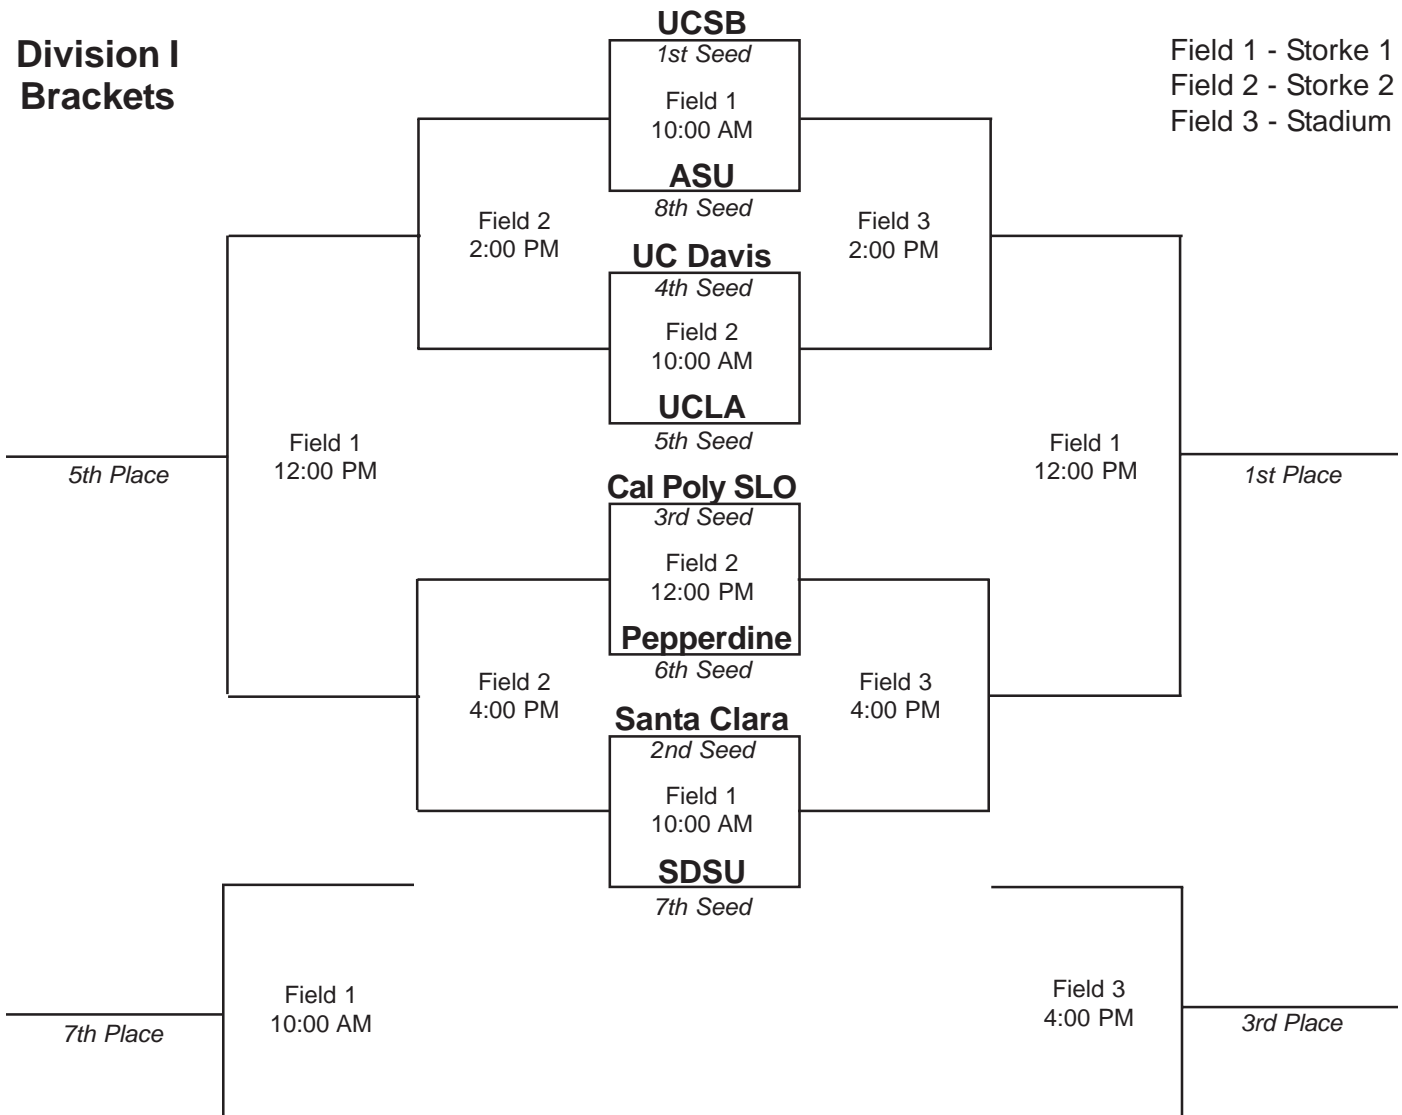 Division I
Brackets
UCSB
1st Seed
Field 1
10:00 AM
ASU
8th Seed
Field 1 - Storke 1
Field 2 - Storke 2
Field 3 - Stadium
Field 2
2:00 PM
Field 3
2:00 PM
UC Davis
4th Seed
Field 2
10:00 AM
UCLA
5th Seed
Field 1
12:00 PM
5th Place
Field 1
12:00 PM
1st Place
Cal Poly SLO
3rd Seed
Field 2
12:00 PM
Pepperdine
6th Seed
Field 2
4:00 PM
Field 3
4:00 PM
Santa Clara
2nd Seed
Field 1
10:00 AM
SDSU
7th Seed
Field 1
10:00 AM
7th Place
Field 3
4:00 PM
3rd Place